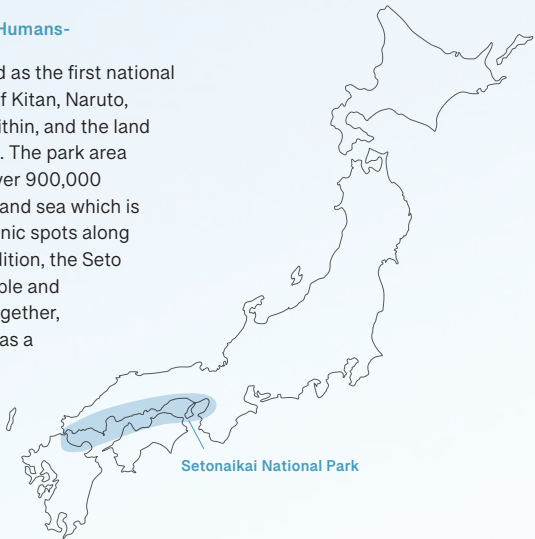 Humans-
d as the first national
f Kitan, Naruto,
ithin, and the land
. The park area
ver 900,000
and sea which is
nic spots along
dition, the Seto
ple and
gether,
as a
Setonaikai National Park